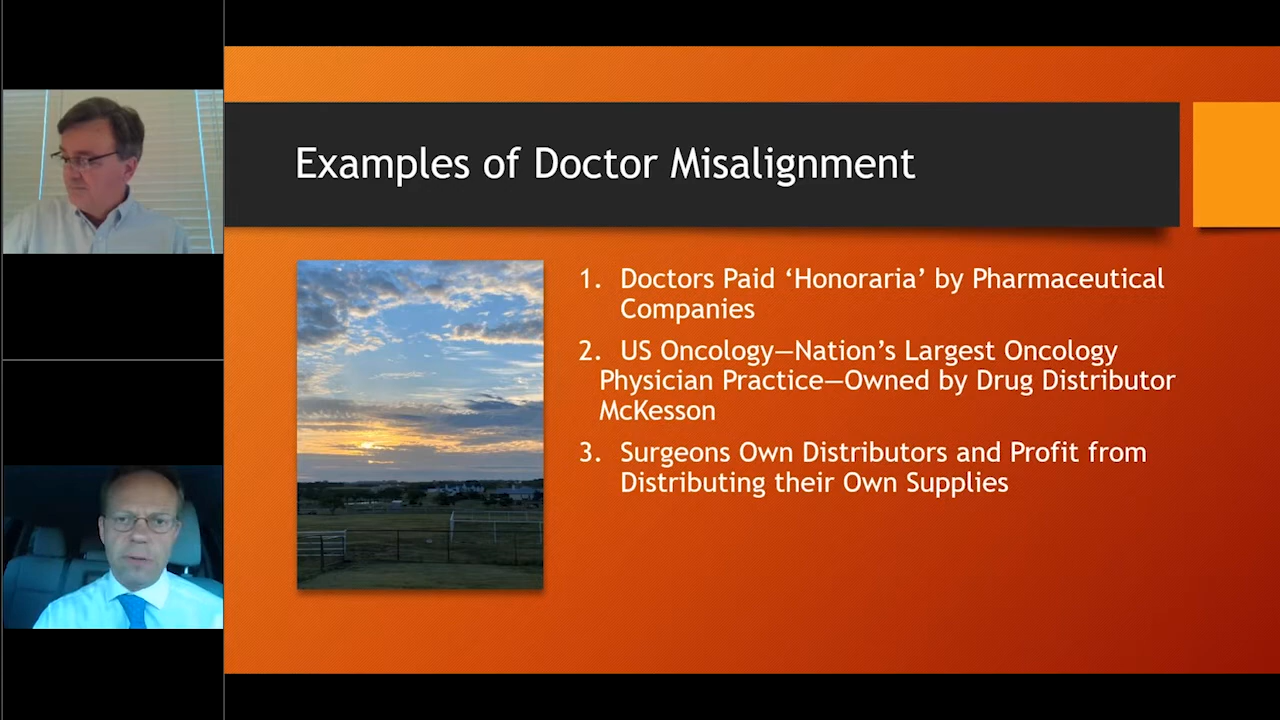 Examples of Doctor Misalignment
1. Doctors Paid ‘Honoraria’ by Pharmaceutical
Companies
2. US Oncology—Nation’s Largest Oncology
Physician Practice—Owned by Drug Distributor
McKesson
3. Surgeons Own Distributors and Profit from
Distributing their Own Supplies